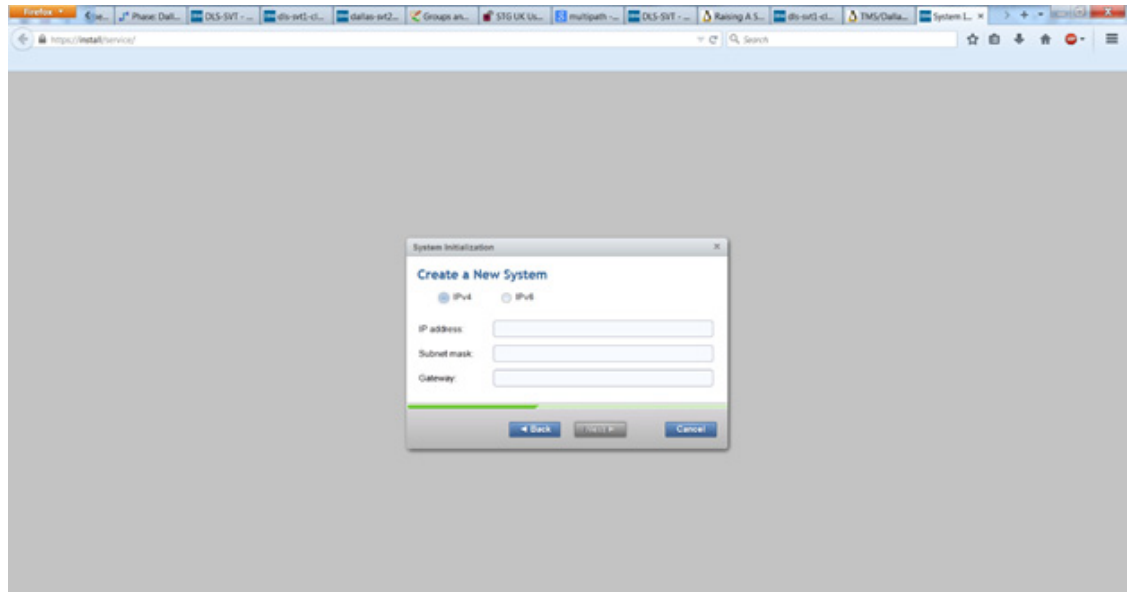 Firefox
Phase: Dall...
DLS-SVT - ...
dls-svt1-cl...
dallas-svt2...
Groups an...
STG UK Us...
multipath -...
DLS-SVT - ...
Raising A S...
dls-svt1-cl...
TMS/Dalla...
System I...
https://install/service/
Search
System Initialization
Create a New System
IPv4 IPv6
IP address:
Subnet mask:
Gateway:
Back Next Cancel